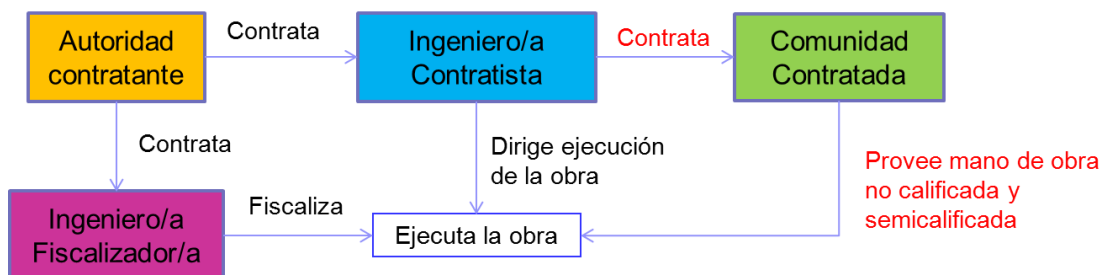 Autoridad
contratante
Contrata
Ingeniero/a
Contratista
Contrata
Comunidad
Contratada
Contrata
Dirige ejecución
de la obra
Provee mano de obra
no calificada y
semicalificada
Ingeniero/a
Fiscalizador/a
Fiscaliza
Ejecuta la obra